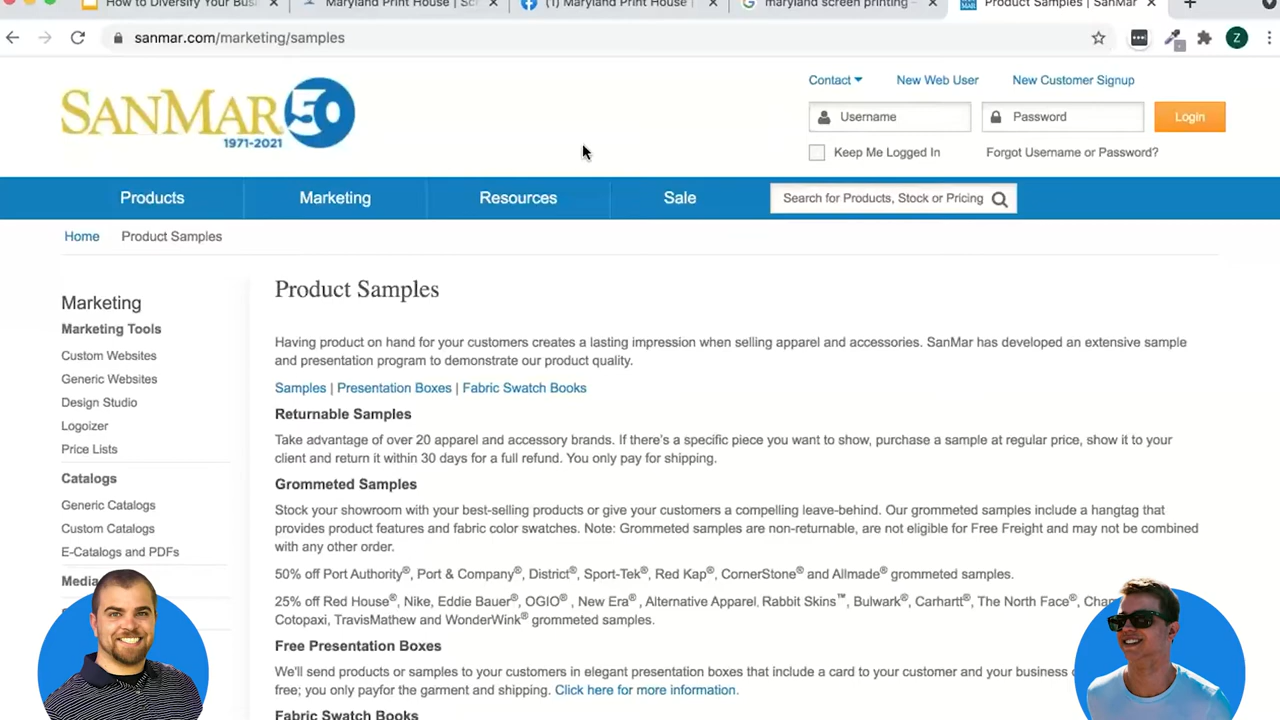 How to Diversify Your Busi
Maryland Print House | Sc
(1) Maryland Print House |
maryland screen printing -
Product Samples | SanMar
sanmar.com/marketing/samples
Z
SANMAR 50
1971-2021
Contact
New Web User
New Customer Signup
Username
Password
Login
Keep Me Logged In
Forgot Username or Password?
Products
Marketing
Resources
Sale
Search for Products, Stock or Pricing
Home
Product Samples
Marketing
Marketing Tools
Custom Websites
Generic Websites
Design Studio
Logoizer
Price Lists
Catalogs
Generic Catalogs
Custom Catalogs
E-Catalogs and PDFs
Media
Product Samples
Having product on hand for your customers creates a lasting impression when selling apparel and accessories. SanMar has developed an extensive sample
and presentation program to demonstrate our product quality.
Samples | Presentation Boxes | Fabric Swatch Books
Returnable Samples
Take advantage of over 20 apparel and accessory brands. If there's a specific piece you want to show, purchase a sample at regular price, show it to your
client and return it within 30 days for a full refund. You only pay for shipping.
Grommeted Samples
Stock your showroom with your best-selling products or give your customers a compelling leave-behind. Our grommeted samples include a hangtag that
provides product features and fabric color swatches. Note: Grommeted samples are non-returnable, are not eligible for Free Freight and may not be combined
with any other order.
50% off Port Authority®, Port & Company®, District®, Sport-Tek®, Red Kap®, CornerStone® and Allmade® grommeted samples.
25% off Red House®, Nike, Eddie Bauer®, OGIO®, New Era®, Alternative Apparel, Rabbit Skins™, Bulwark®, Carhartt®, The North Face®, Cha
Cotopaxi, TravisMathew and WonderWink® grommeted samples.
Free Presentation Boxes
We'll send products or samples to your customers in elegant presentation boxes that include a card to your customer and your business
free; you only payfor the garment and shipping. Click here for more information.
Fabric Swatch Books